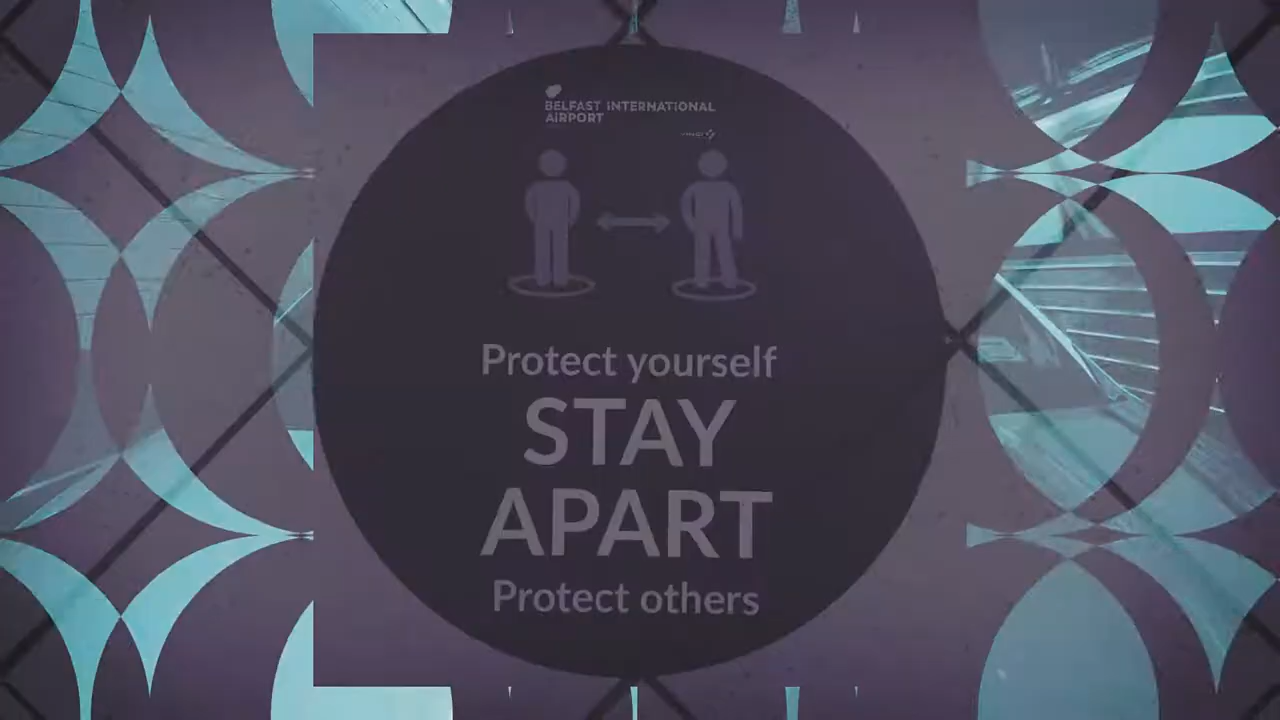 BELFAST INTERNATIONAL
AIRPORT
Protect yourself
STAY
APART
Protect others